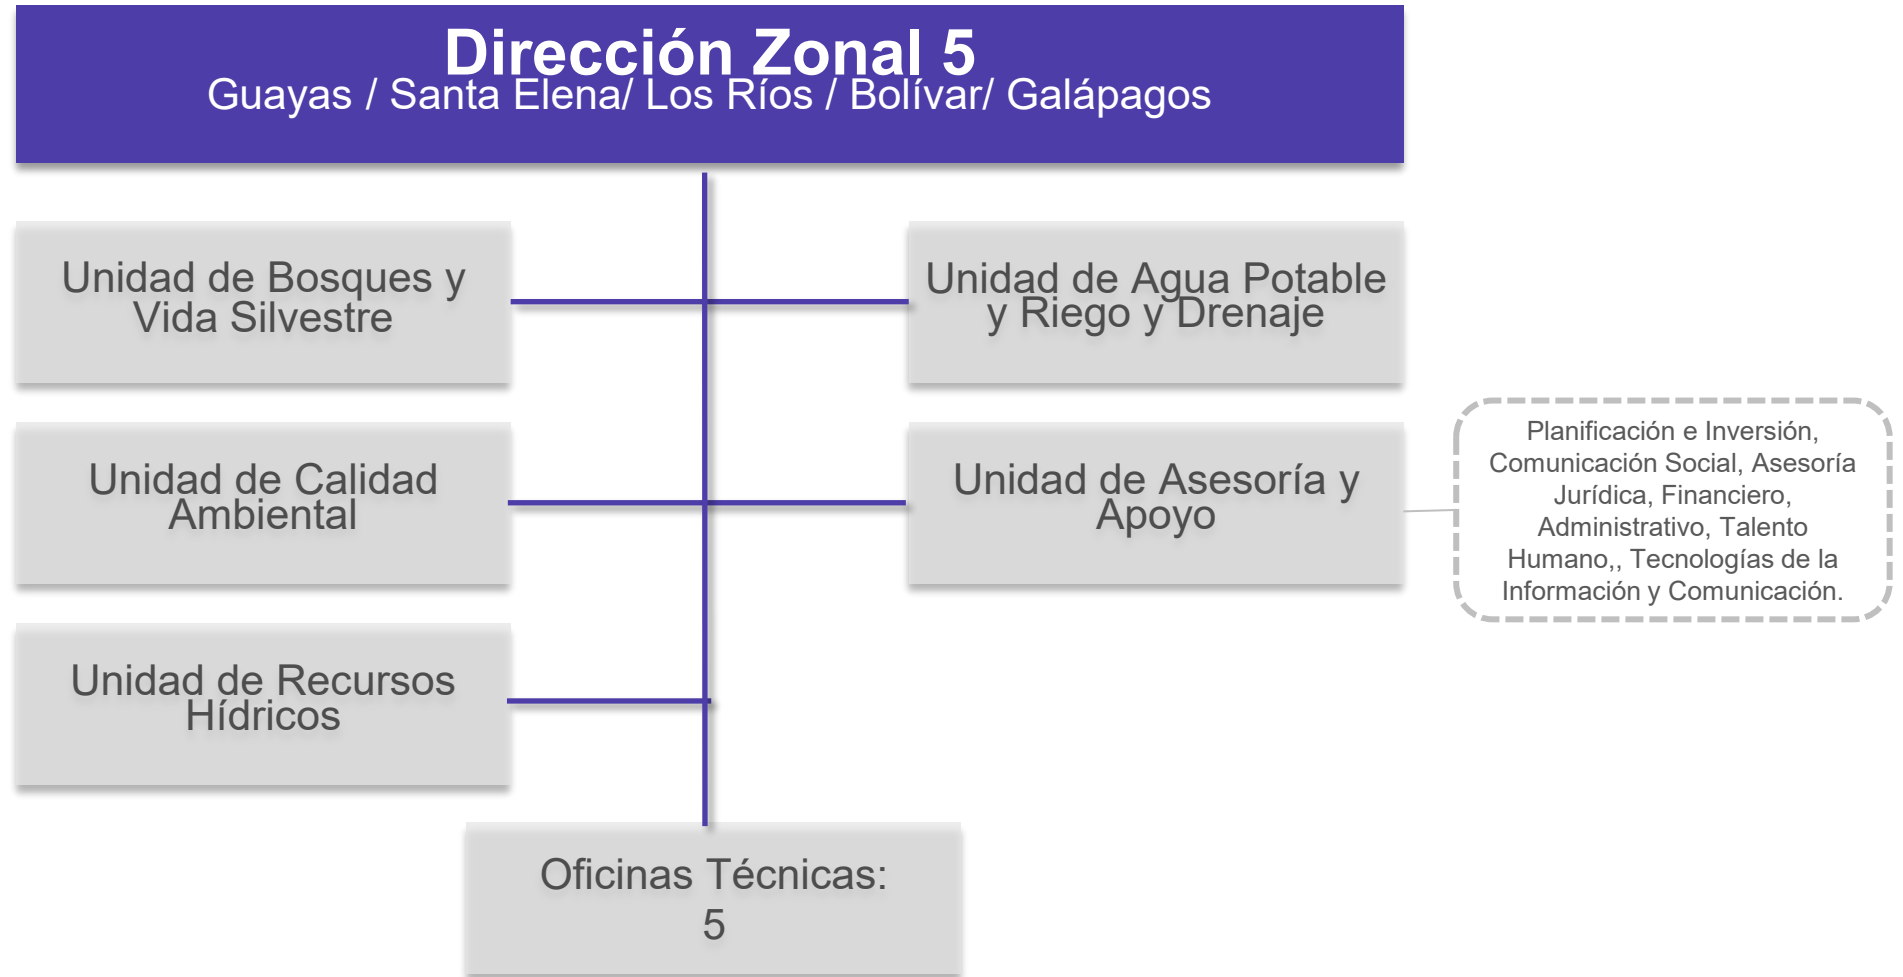 Dirección Zonal 5
Guayas / Santa Elena/ Los Ríos / Bolívar/ Galápagos
Unidad de Bosques y
Vida Silvestre
Unidad de Agua Potable
y Riego y Drenaje
Unidad de Calidad
Ambiental
Unidad de Asesoría y
Apoyo
Planificación e Inversión,
Comunicación Social, Asesoría
Jurídica, Financiero,
Administrativo, Talento
Humano,, Tecnologías de la
Información y Comunicación.
Unidad de Recursos
Hídricos
Oficinas Técnicas:
5